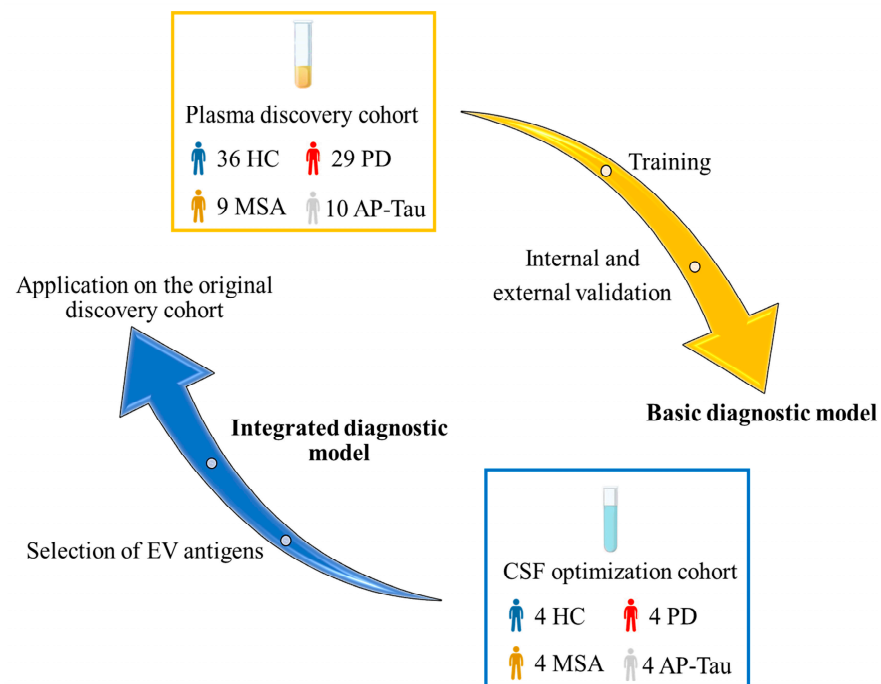 Plasma discovery cohort
36 HC
29 PD
9 MSA
10 AP-Tau
Training
Internal and
external validation
Basic diagnostic model
Application on the original
discovery cohort
Integrated diagnostic
model
Selection of EV antigens
CSF optimization cohort
4 HC
4 PD
4 MSA
4 AP-Tau